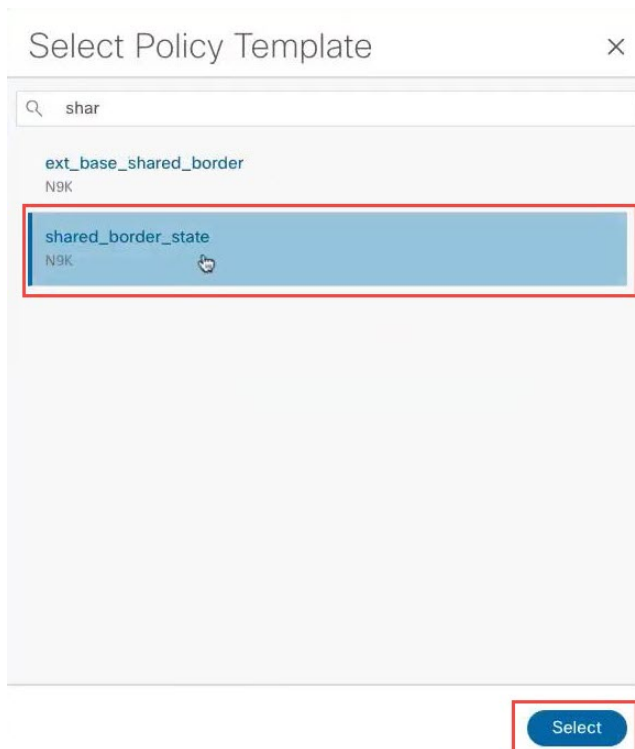 Select Policy Template
shar
ext_base_shared_border
N9K
shared_border_state
N9K
Select